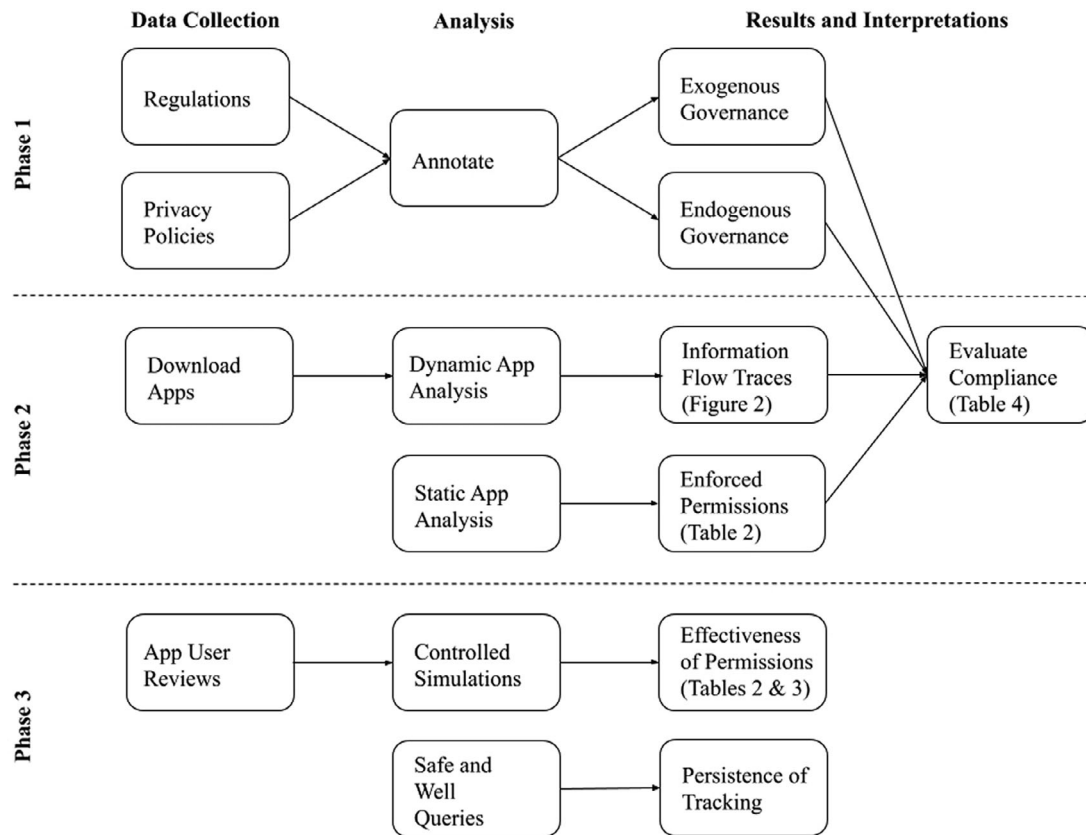 Data Collection
Analysis
Results and Interpretations
Phase 1
Regulations
Privacy
Policies
Annotate
Exogenous
Governance
Endogenous
Governance
Phase 2
Download
Apps
Dynamic App
Analysis
Information
Flow Traces
(Figure 2)
Evaluate
Compliance
(Table 4)
Static App
Analysis
Enforced
Permissions
(Table 2)
Phase 3
App User
Reviews
Controlled
Simulations
Effectiveness
of Permissions
(Tables 2 & 3)
Safe and
Well
Queries
Persistence of
Tracking